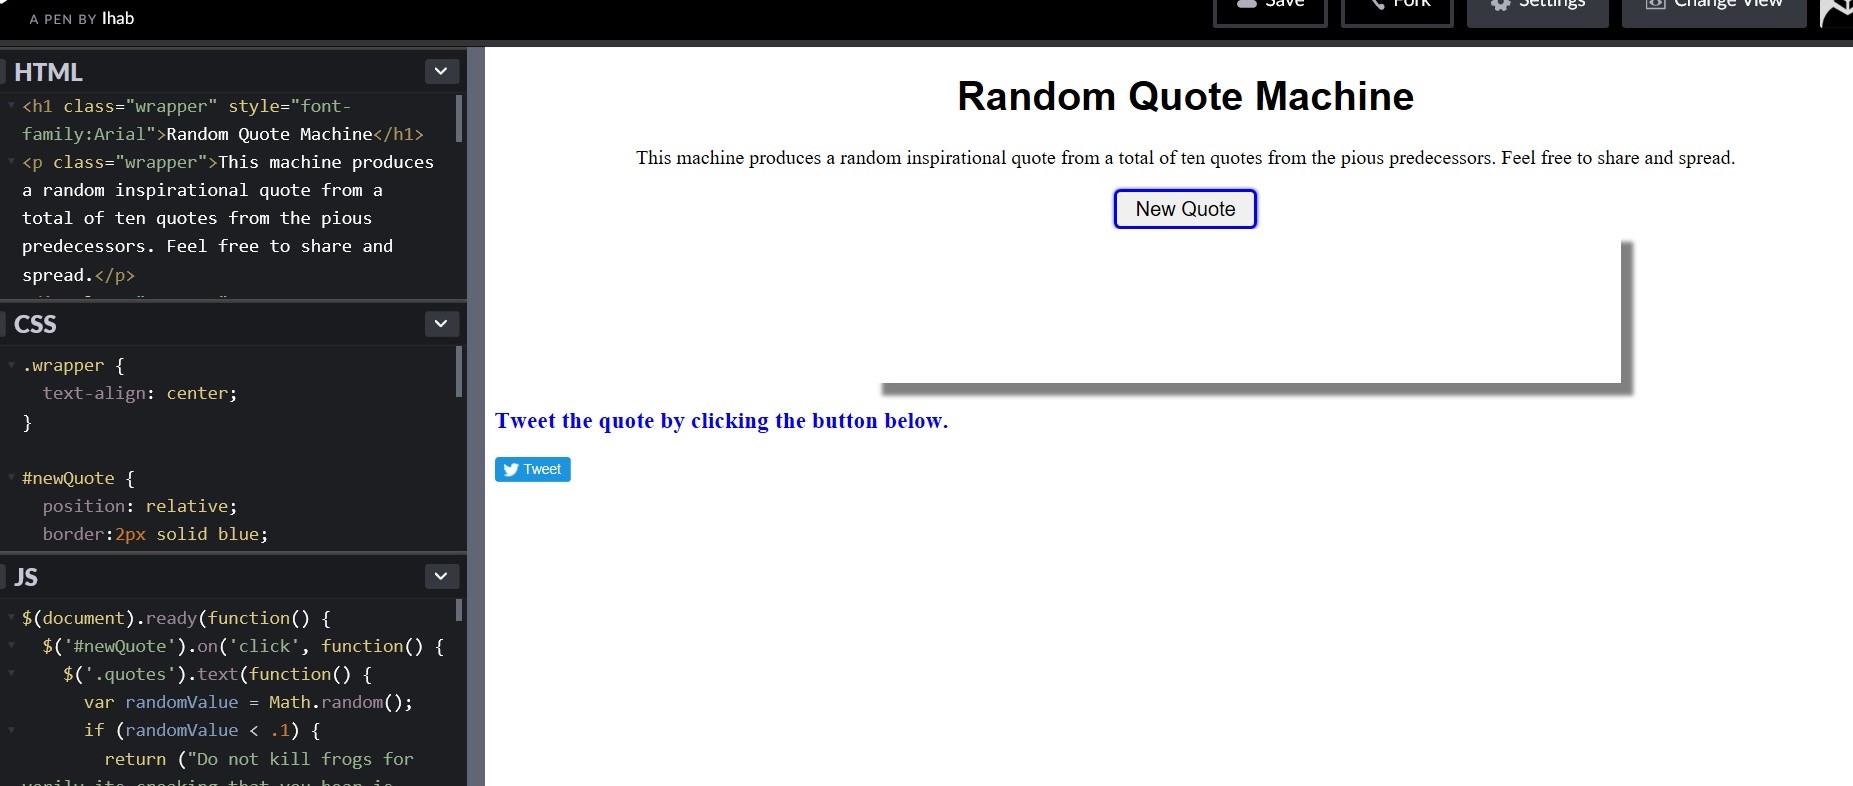 A PEN BY Ihab
Save Fork Settings Change View
HTML
<h1 class="wrapper" style="font-
family:Arial">Random Quote Machine</h1>
<p class="wrapper">This machine produces
a random inspirational quote from a
total of ten quotes from the pious
predecessors. Feel free to share and
spread.</p>
CSS
.wrapper {
text-align: center;
}
#newQuote {
position: relative;
border:2px solid blue;
JS
$(document).ready(function() {
$('#newQuote').on('click', function() {
$('.quotes').text(function() {
var randomValue = Math.random();
if (randomValue < .1) {
return ("Do not kill frogs for
Random Quote Machine
This machine produces a random inspirational quote from a total of ten quotes from the pious predecessors. Feel free to share and spread.
New Quote
Tweet the quote by clicking the button below.
Tweet